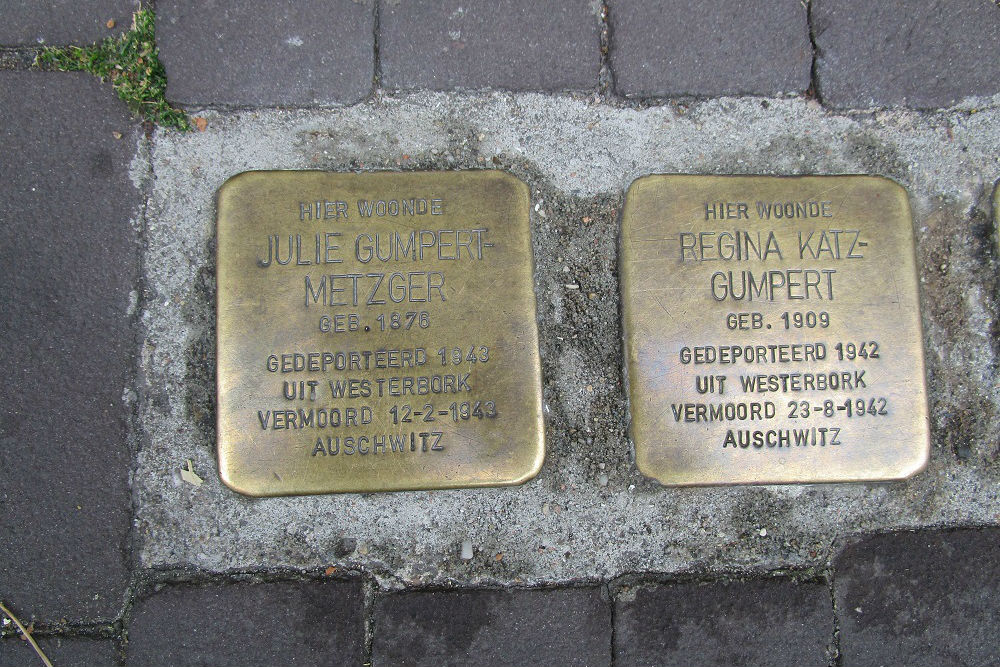 HIER WOONDE
JULIE GUMPERT-
METZGER
GEB. 1876
GEDEPORTEERD 1943
UIT WESTERBORK
VERMOORD 12-2-1943
AUSCHWITZ
HIER WOONDE
REGINA KATZ-
GUMPERT
GEB. 1909
GEDEPORTEERD 1942
UIT WESTERBORK
VERMOORD 23-8-1942
AUSCHWITZ